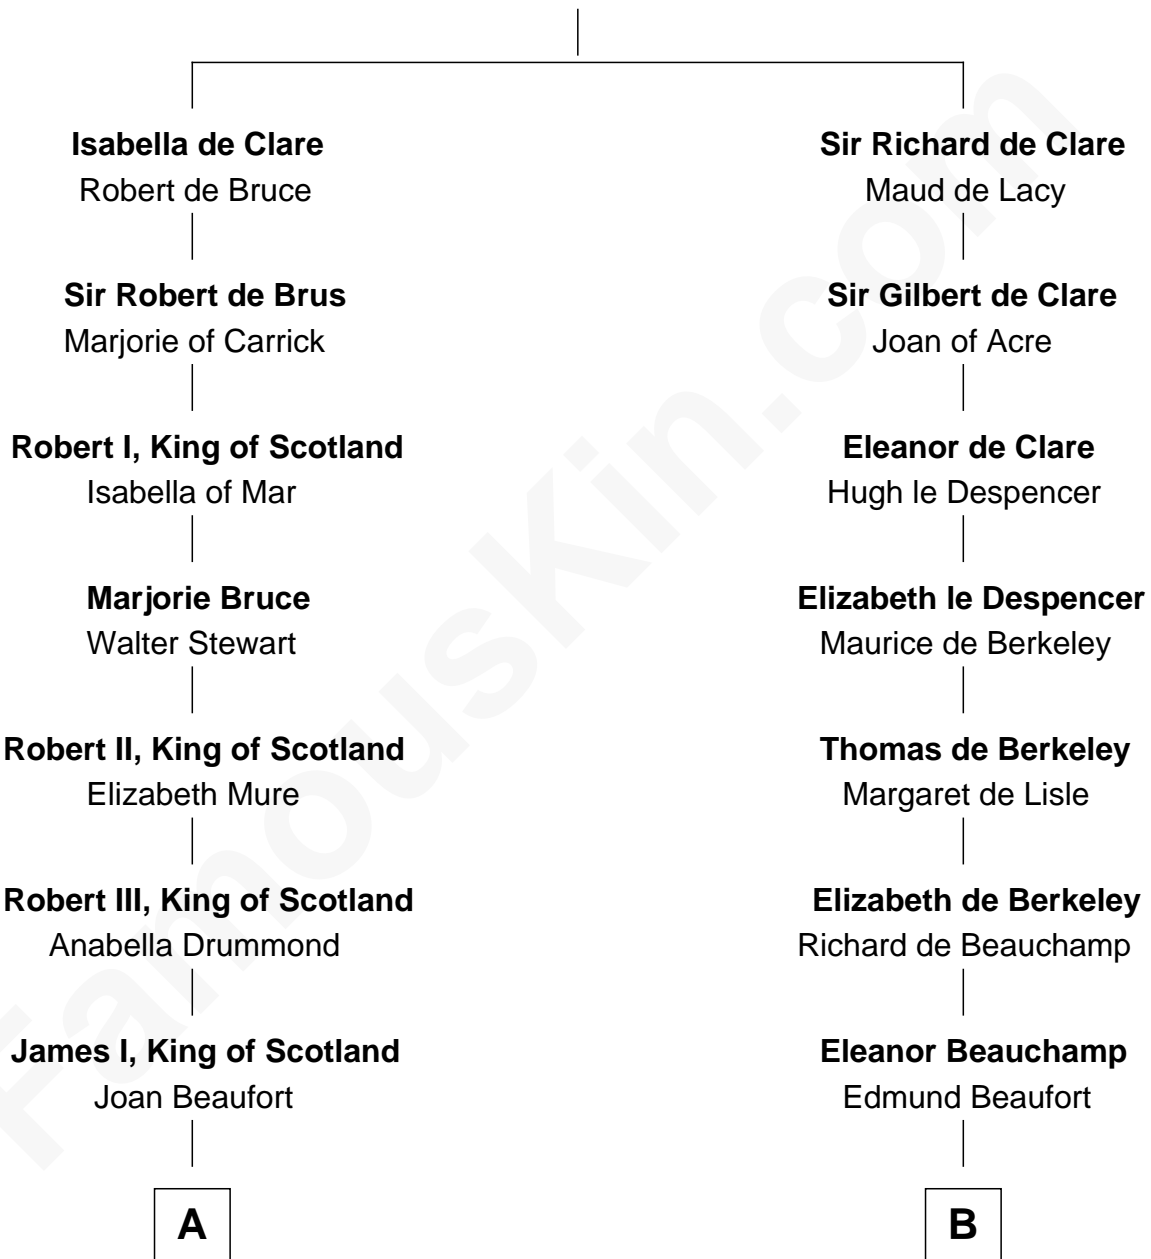 Isabella de Clare
Robert de Bruce
Sir Robert de Brus
Marjorie of Carrick
Robert I, King of Scotland
Isabella of Mar
Marjorie Bruce
Walter Stewart
Robert II, King of Scotland
Elizabeth Mure
Robert III, King of Scotland
Anabella Drummond
James I, King of Scotland
Joan Beaufort
A
Sir Richard de Clare
Maud de Lacy
Sir Gilbert de Clare
Joan of Acre
Eleanor de Clare
Hugh le Despencer
Elizabeth le Despencer
Maurice de Berkeley
Thomas de Berkeley
Margaret de Lisle
Elizabeth de Berkeley
Richard de Beauchamp
Eleanor Beauchamp
Edmund Beaufort
B
FamousKin.com